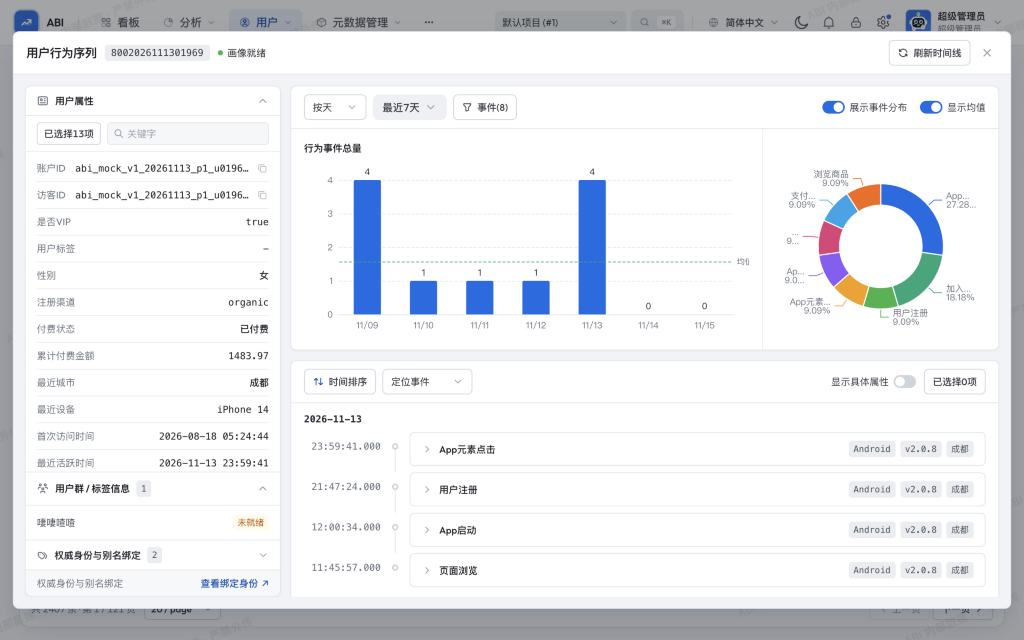 ABI
看板
分析
用户
元数据管理
默认项目 (#1)
⌘K
简体中文
超级管理员
超级管理员
用户行为序列
8002026111301969
画像就绪
刷新时间线
用户属性
已选择13项
关键字
账户ID
abi_mock_v1_20261113_p1_u0196…
访客ID
abi_mock_v1_20261113_p1_u0196…
是否VIP
true
用户标签
–
性别
女
注册渠道
organic
付费状态
已付费
累计付费金额
1483.97
最近城市
成都
最近设备
iPhone 14
首次访问时间
2026-08-18 05:24:44
最近活跃时间
2026-11-13 23:59:41
用户群 / 标签信息
1
嘒嘒喳喳
未就绪
权威身份与别名绑定
2
权威身份与别名绑定
查看绑定身份
按天
最近7天
事件(8)
展示事件分布
显示均值
行为事件总量
4
3
2
1
0
4
1
1
1
4
0
0
11/09
11/10
11/11
11/12
11/13
11/14
11/15
浏览商品
9.09%
支付…
9.09%
…
9…
Ap…
9.0…
App元素…
9.09%
用户注册
9.09%
加入…
18.18%
App…
27.28…
时间排序
定位事件
显示具体属性
已选择0项
2026-11-13
23:59:41.000
App元素点击
Android
v2.0.8
成都
21:47:24.000
用户注册
Android
v2.0.8
成都
12:00:34.000
App启动
Android
v2.0.8
成都
11:45:57.000
页面浏览
Android
v2.0.8
成都
20 / page